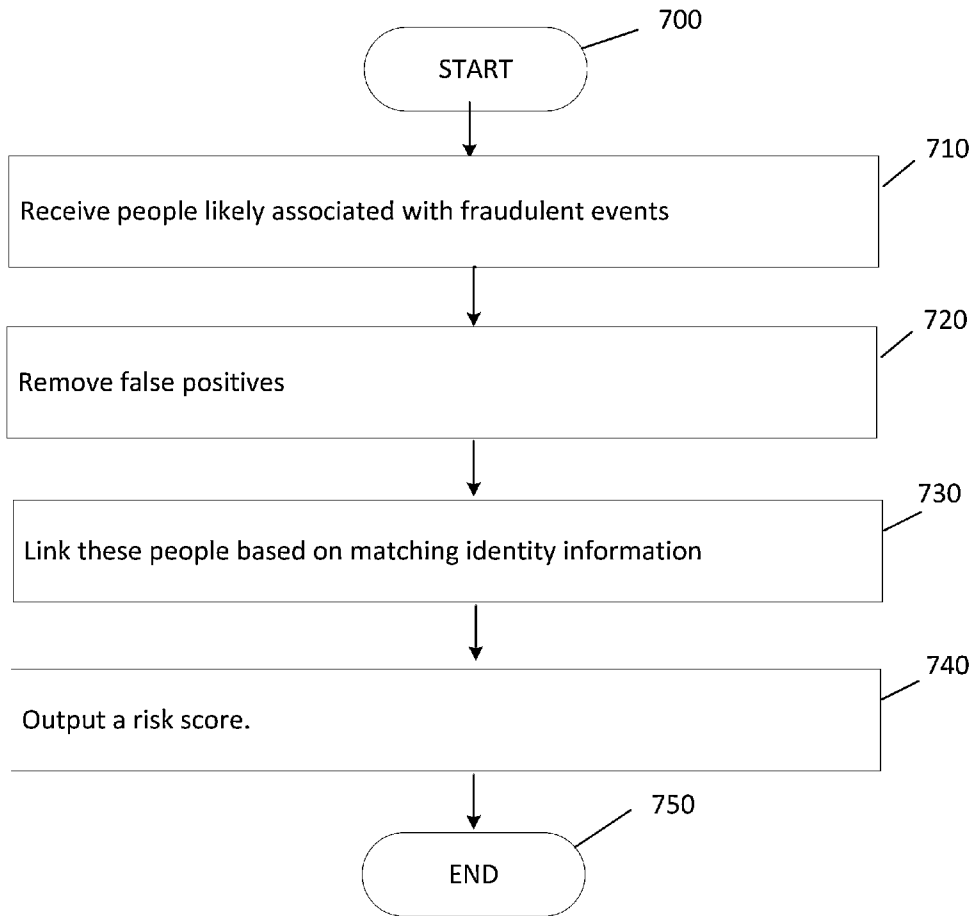 700
START
710
Receive people likely associated with fraudulent events
720
Remove false positives
730
Link these people based on matching identity information
740
Output a risk score.
750
END